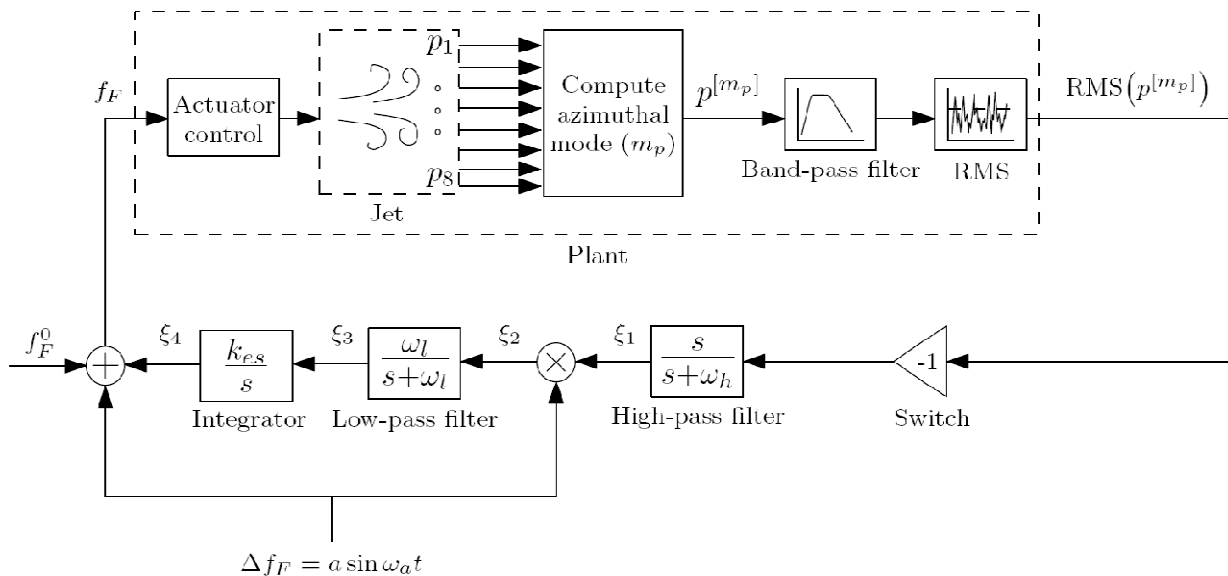 f_F
Actuator
control
p_1
p_8
Jet
Compute
azimuthal
mode (m_p)
p^{[m_p]}
Band-pass filter
RMS
RMS(p^{[m_p]})
Plant
f_F^0
+
ξ_4
k_{es}/s
Integrator
ξ_3
ω_l/(s+ω_l)
Low-pass filter
ξ_2
×
ξ_1
s/(s+ω_h)
High-pass filter
-1
Switch
Δf_F = a sin ω_a t